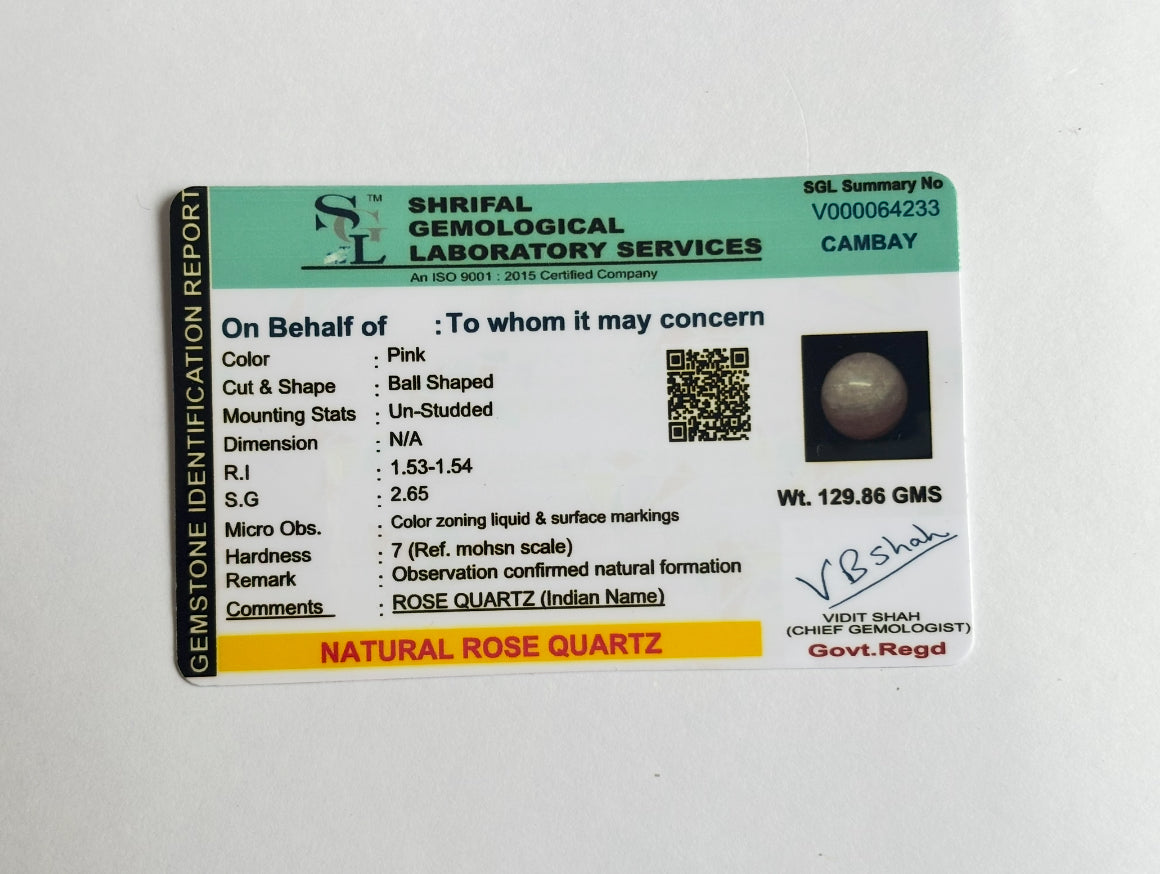 GEMSTONE IDENTIFICATION REPORT
SGL ™
SHRIFAL
GEMOLOGICAL
LABORATORY SERVICES
An ISO 9001 : 2015 Certified Company
SGL Summary No
V000064233
CAMBAY
On Behalf of : To whom it may concern
Color : Pink
Cut & Shape : Ball Shaped
Mounting Stats : Un-Studded
Dimension : N/A
R.I : 1.53-1.54
S.G : 2.65
Micro Obs. : Color zoning liquid & surface markings
Hardness : 7 (Ref. mohsn scale)
Remark : Observation confirmed natural formation
Comments : ROSE QUARTZ (Indian Name)
NATURAL ROSE QUARTZ
Wt. 129.86 GMS
VBshah
VIDIT SHAH
(CHIEF GEMOLOGIST)
Govt.Regd